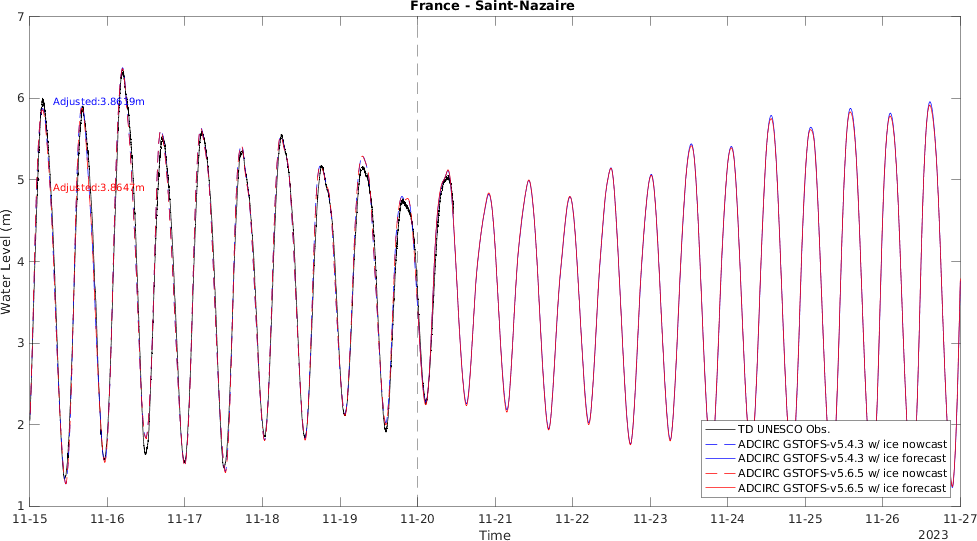 France - Saint-Nazaire
7
6
5
4
3
2
1
Water Level (m)
Adjusted:3.8619m
Adjusted:3.8647m
TD UNESCO Obs.
ADCIRC GSTOFS-v5.4.3 w/ ice nowcast
ADCIRC GSTOFS-v5.4.3 w/ ice forecast
ADCIRC GSTOFS-v5.6.5 w/ ice nowcast
ADCIRC GSTOFS-v5.6.5 w/ ice forecast
11-15 11-16 11-17 11-18 11-19 11-20 11-21 11-22 11-23 11-24 11-25 11-26 11-27
Time
2023